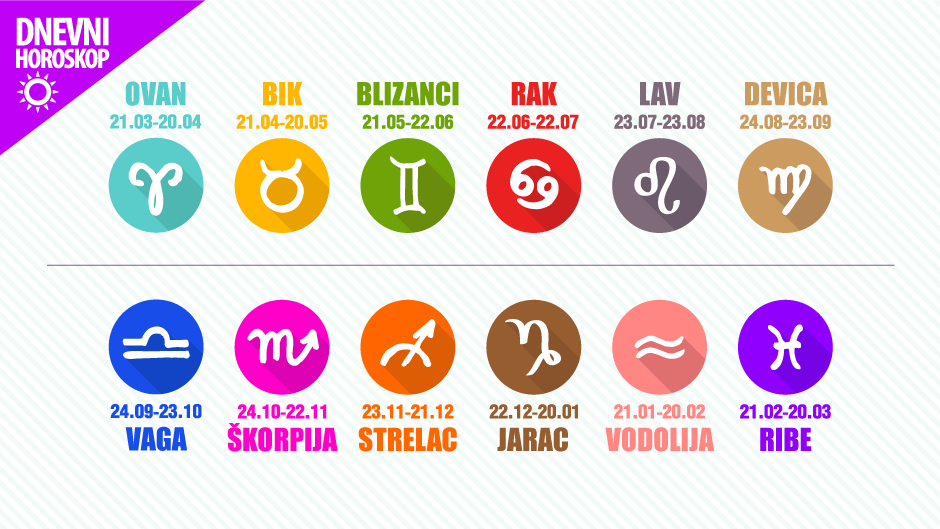 DNEVNI
HOROSKOP
OVAN
21.03-20.04
BIK
21.04-20.05
BLIZANCI
21.05-22.06
RAK
22.06-22.07
LAV
23.07-23.08
DEVICA
24.08-23.09
24.09-23.10
VAGA
24.10-22.11
ŠKORPIJA
23.11-21.12
STRELAC
22.12-20.01
JARAC
21.01-20.02
VODOLIJA
21.02-20.03
RIBE